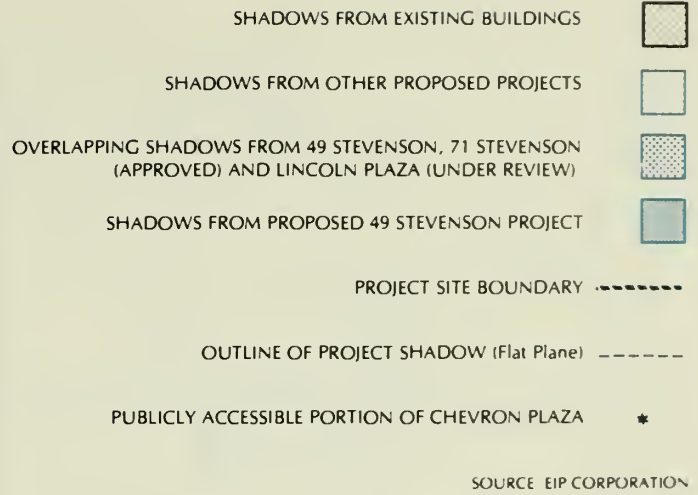 SHADOWS FROM EXISTING BUILDINGS
SHADOWS FROM OTHER PROPOSED PROJECTS
OVERLAPPING SHADOWS FROM 49 STEVENSON, 71 STEVENSON
(APPROVED) AND LINCOLN PLAZA (UNDER REVIEW)
SHADOWS FROM PROPOSED 49 STEVENSON PROJECT
PROJECT SITE BOUNDARY
OUTLINE OF PROJECT SHADOW (Flat Plane)
PUBLICLY ACCESSIBLE PORTION OF CHEVRON PLAZA *
SOURCE EIP CORPORATION